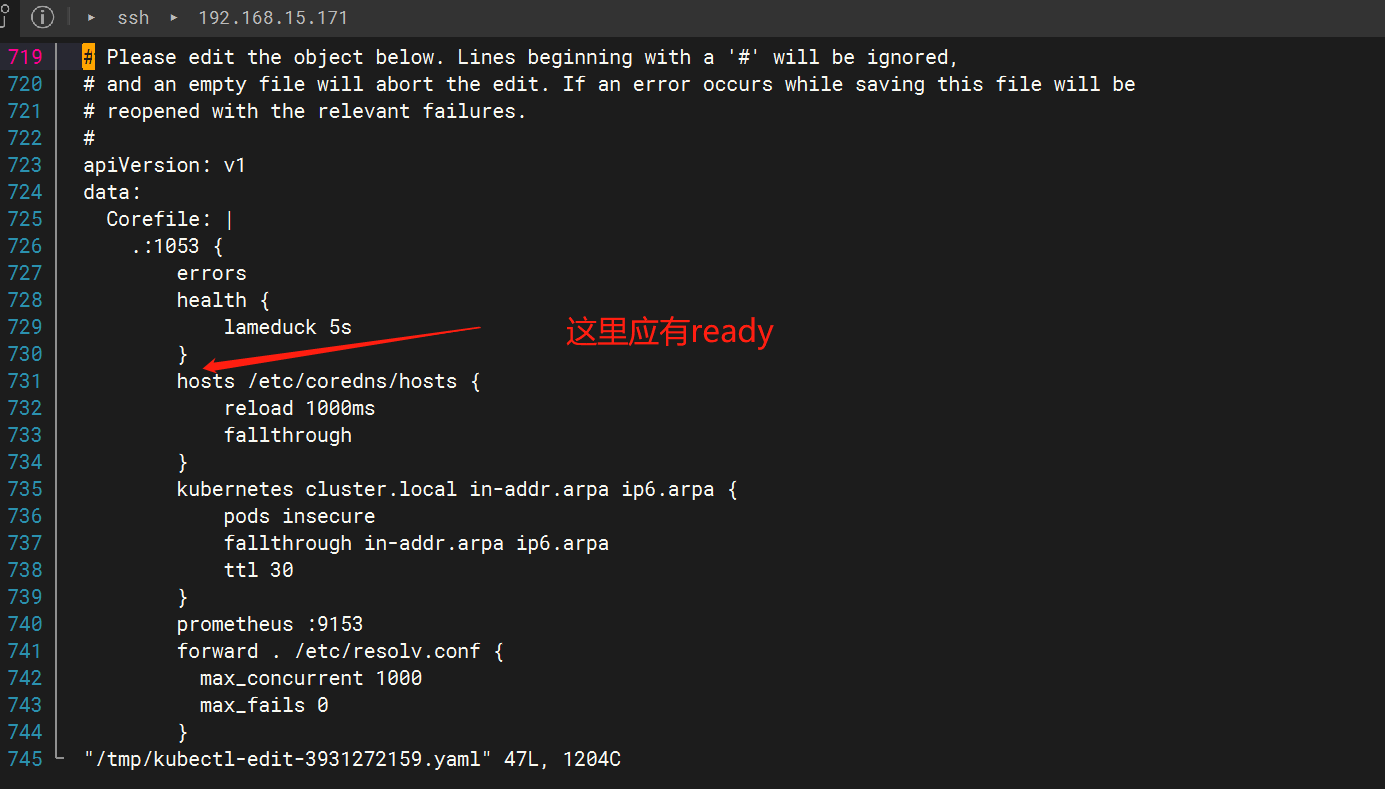 ssh 192.168.15.171
719 # Please edit the object below. Lines beginning with a '#' will be ignored,
720 # and an empty file will abort the edit. If an error occurs while saving this file will be
721 # reopened with the relevant failures.
722 #
723 apiVersion: v1
724 data:
725   Corefile: |
726     .:1053 {
727         errors
728         health {
729             lameduck 5s
这里应有ready
730         }
731         hosts /etc/coredns/hosts {
732             reload 1000ms
733             fallthrough
734         }
735         kubernetes cluster.local in-addr.arpa ip6.arpa {
736             pods insecure
737             fallthrough in-addr.arpa ip6.arpa
738             ttl 30
739         }
740         prometheus :9153
741         forward . /etc/resolv.conf {
742           max_concurrent 1000
743           max_fails 0
744         }
745 "/tmp/kubectl-edit-3931272159.yaml" 47L, 1204C